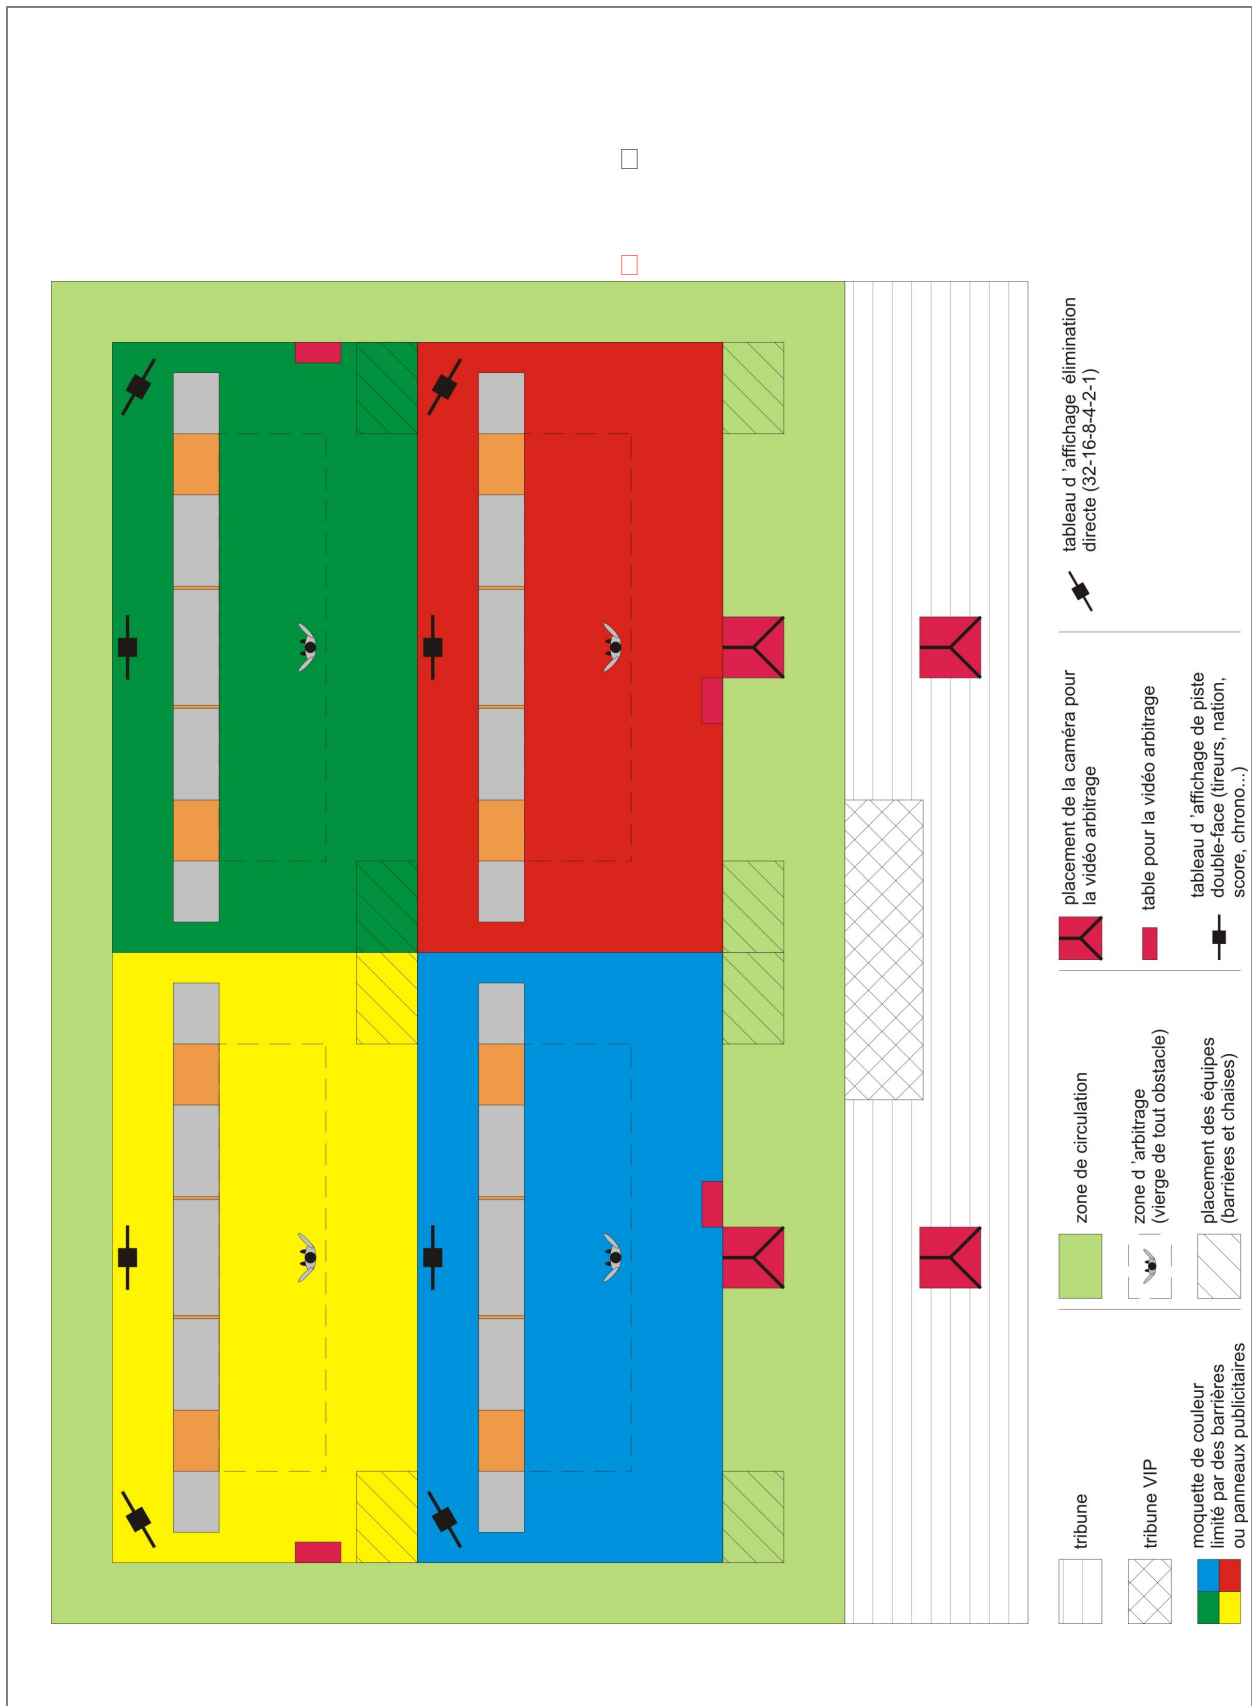 tribune
tribune VIP
moquette de couleur
limité par des barrières
ou panneaux publicitaires
zone de circulation
zone d 'arbitrage
(vierge de tout obstacle)
placement des équipes
(barrières et chaises)
placement de la caméra pour
la vidéo arbitrage
table pour la vidéo arbitrage
tableau d 'affichage de piste
double-face (tireurs, nation,
score, chrono...)
tableau d 'affichage élimination
directe (32-16-8-4-2-1)